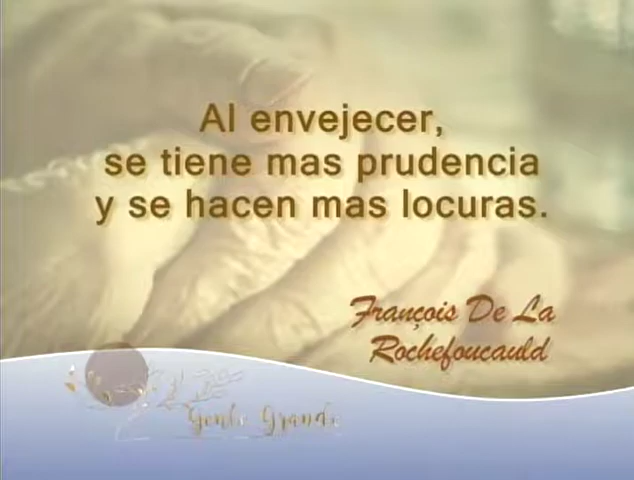 Al envejecer,
se tiene mas prudencia
y se hacen mas locuras.
François De La
Rochefoucauld
Gente Grande